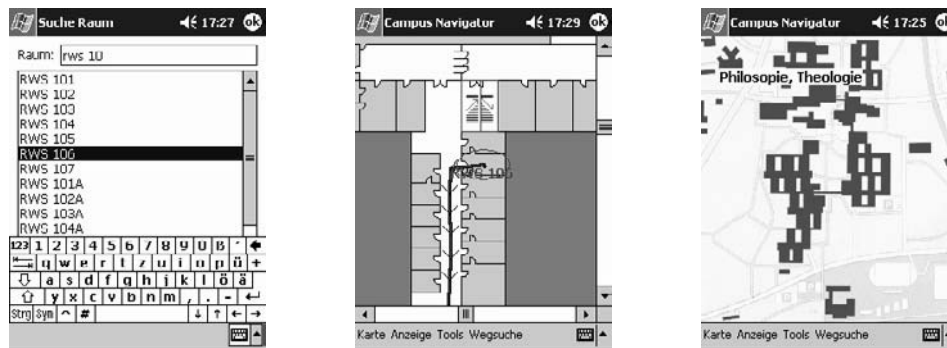 Suche Raum 17:27 ok
Raum: rws 10
RWS 101
RWS 102
RWS 103
RWS 104
RWS 105
RWS 106
RWS 107
RWS 101A
RWS 102A
RWS 103A
RWS 104A
123 1 2 3 4 5 6 7 8 9 0 ß ´
q w e r t z u i o p ü +
a s d f g h j k l ö ä
y x c v b n m , . -
Strg Sym ^ #
Campus Navigator 17:29 ok
RWS 106
Karte Anzeige Tools Wegsuche
Campus Navigator 17:25 ok
Philosopie, Theologie
Karte Anzeige Tools Wegsuche